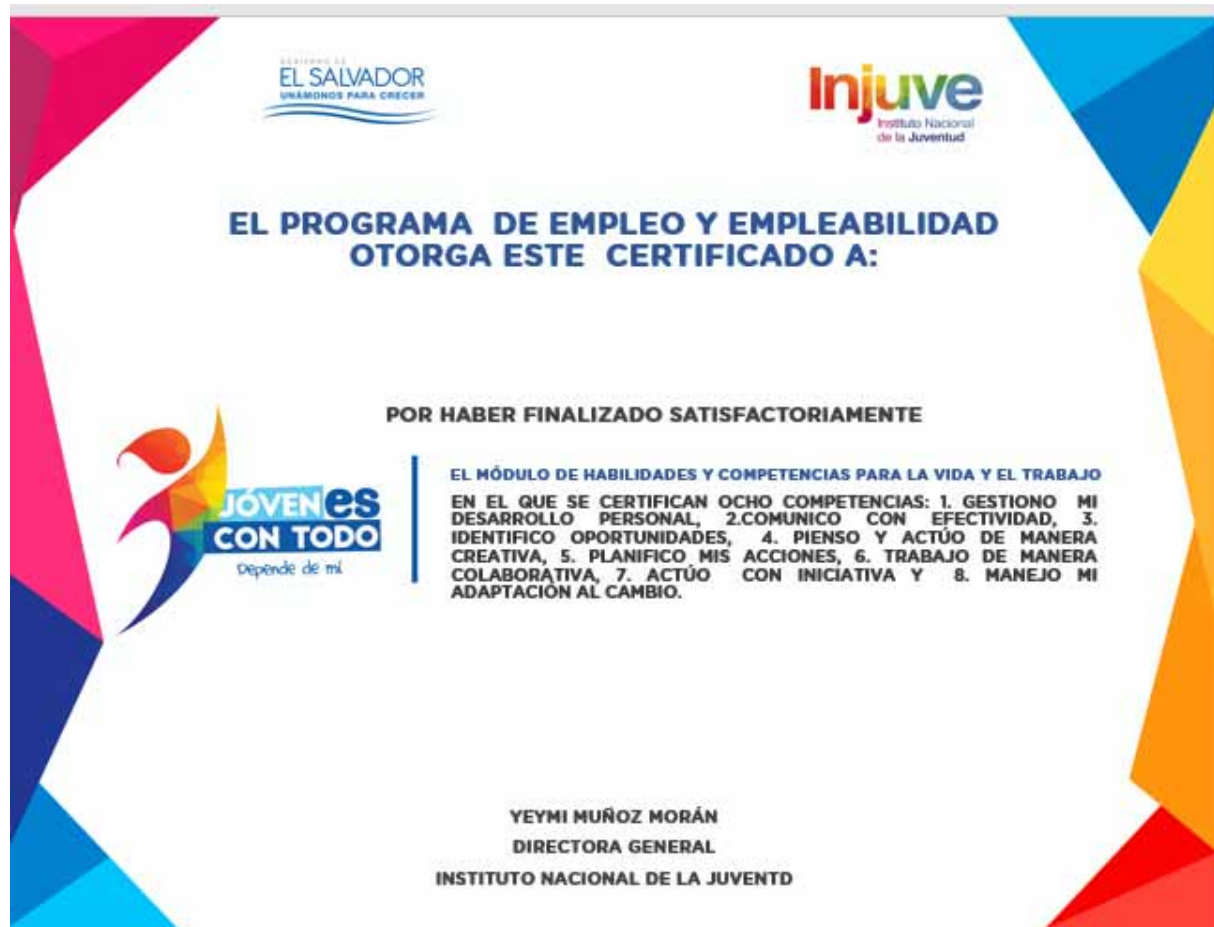 GOBIERNO DE
EL SALVADOR
UNÁMONOS PARA CRECER
Injuve
Instituto Nacional
de la Juventud
EL PROGRAMA DE EMPLEO Y EMPLEABILIDAD
OTORGA ESTE CERTIFICADO A:
POR HABER FINALIZADO SATISFACTORIAMENTE
JÓVENES
CON TODO
Depende de mí
EL MÓDULO DE HABILIDADES Y COMPETENCIAS PARA LA VIDA Y EL TRABAJO
EN EL QUE SE CERTIFICAN OCHO COMPETENCIAS: 1. GESTIONO MI
DESARROLLO PERSONAL, 2.COMUNICO CON EFECTIVIDAD, 3.
IDENTIFICO OPORTUNIDADES, 4. PIENSO Y ACTÚO DE MANERA
CREATIVA, 5. PLANIFICO MIS ACCIONES, 6. TRABAJO DE MANERA
COLABORATIVA, 7. ACTÚO CON INICIATIVA Y 8. MANEJO MI
ADAPTACIÓN AL CAMBIO.
YEYMI MUÑOZ MORÁN
DIRECTORA GENERAL
INSTITUTO NACIONAL DE LA JUVENTD